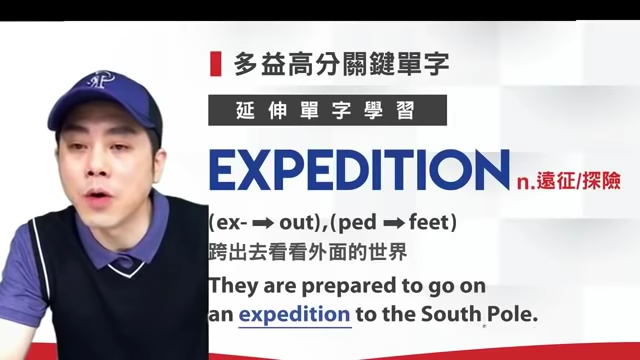 多益高分關鍵單字
延伸單字學習
EXPEDITION n.遠征/探險
(ex- ➡ out),(ped ➡ feet)
跨出去看看外面的世界
They are prepared to go on
an expedition to the South Pole.